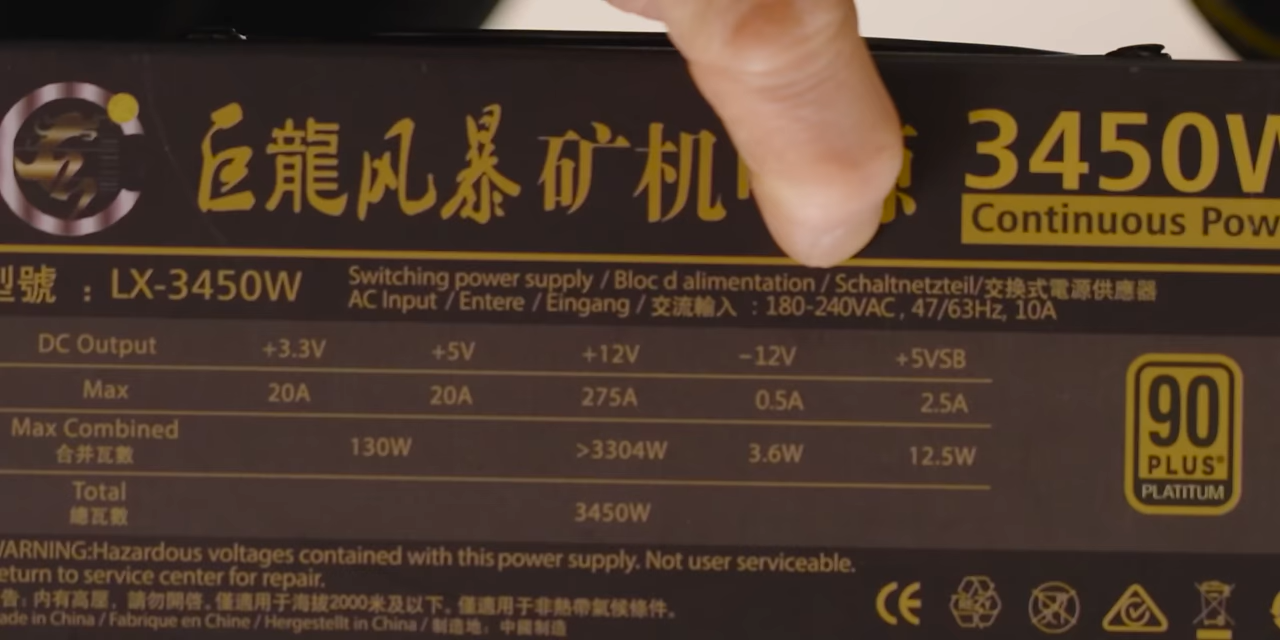 巨龍风暴矿机
3450W
Continuous Pow
型號：LX-3450W
Switching power supply / Bloc d alimentation / Schaltnetzteil/交換式電源供應器
AC Input / Entere / Eingang / 交流輸入 : 180-240VAC, 47/63Hz, 10A
DC Output +3.3V +5V +12V -12V +5VSB
Max 20A 20A 275A 0.5A 2.5A
Max Combined
合并瓦數 130W >3304W 3.6W 12.5W
Total
總瓦數 3450W
90
PLUS®
PLATITUM
WARNING:Hazardous voltages contained with this power supply. Not user serviceable.
eturn to service center for repair.
告：内有高壓，請勿開啓。僅適用于海拔2000米及以下。僅適用于非熱帶氣候條件。
ade in China / Fabrique en Chine / Hergestellt in China / 製造地：中國制造
CE